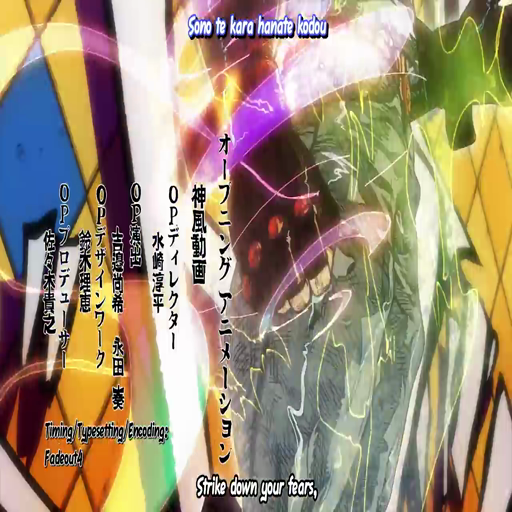 Sono te kara hanate kodou
オープニング アニメーション
神風動画
OPディレクター
水崎淳平
OP演出
吉邉尚希 永田 奏
OPデザインワーク
鈴木理恵
OPプロデューサー
佐々木貴之
Timing/Typesetting/Encoding:
Fadeout4
Strike down your fears,